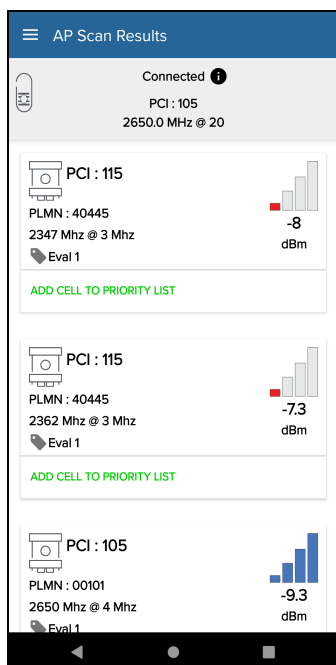 AP Scan Results
Connected
PCI : 105
2650.0 MHz @ 20
PCI : 115
PLMN : 40445
2347 Mhz @ 3 Mhz
Eval 1
-8
dBm
ADD CELL TO PRIORITY LIST
PCI : 115
PLMN : 40445
2362 Mhz @ 3 Mhz
Eval 1
-7.3
dBm
ADD CELL TO PRIORITY LIST
PCI : 105
PLMN : 00101
2650 Mhz @ 4 Mhz
Eval 1
-9.3
dBm